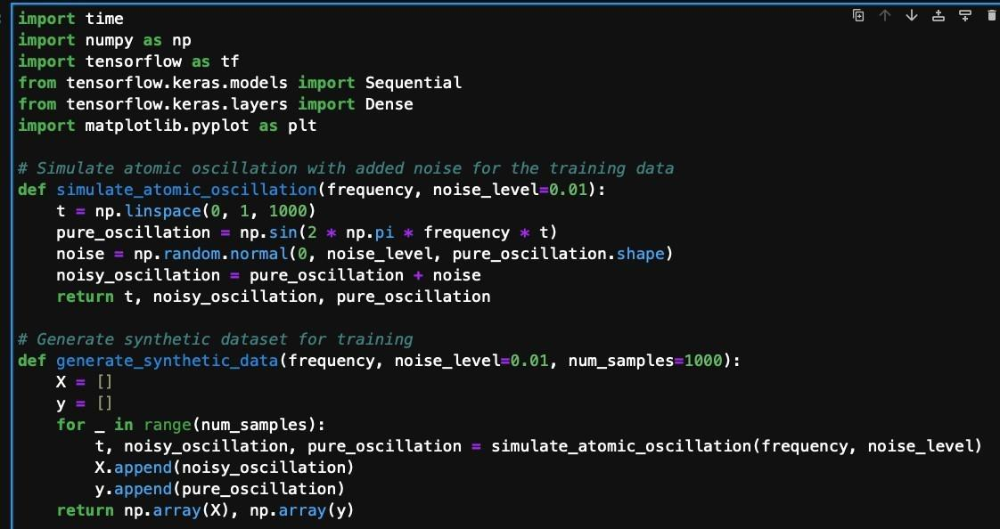 import time
import numpy as np
import tensorflow as tf
from tensorflow.keras.models import Sequential
from tensorflow.keras.layers import Dense
import matplotlib.pyplot as plt

# Simulate atomic oscillation with added noise for the training data
def simulate_atomic_oscillation(frequency, noise_level=0.01):
    t = np.linspace(0, 1, 1000)
    pure_oscillation = np.sin(2 * np.pi * frequency * t)
    noise = np.random.normal(0, noise_level, pure_oscillation.shape)
    noisy_oscillation = pure_oscillation + noise
    return t, noisy_oscillation, pure_oscillation

# Generate synthetic dataset for training
def generate_synthetic_data(frequency, noise_level=0.01, num_samples=1000):
    X = []
    y = []
    for _ in range(num_samples):
        t, noisy_oscillation, pure_oscillation = simulate_atomic_oscillation(frequency, noise_level)
        X.append(noisy_oscillation)
        y.append(pure_oscillation)
    return np.array(X), np.array(y)